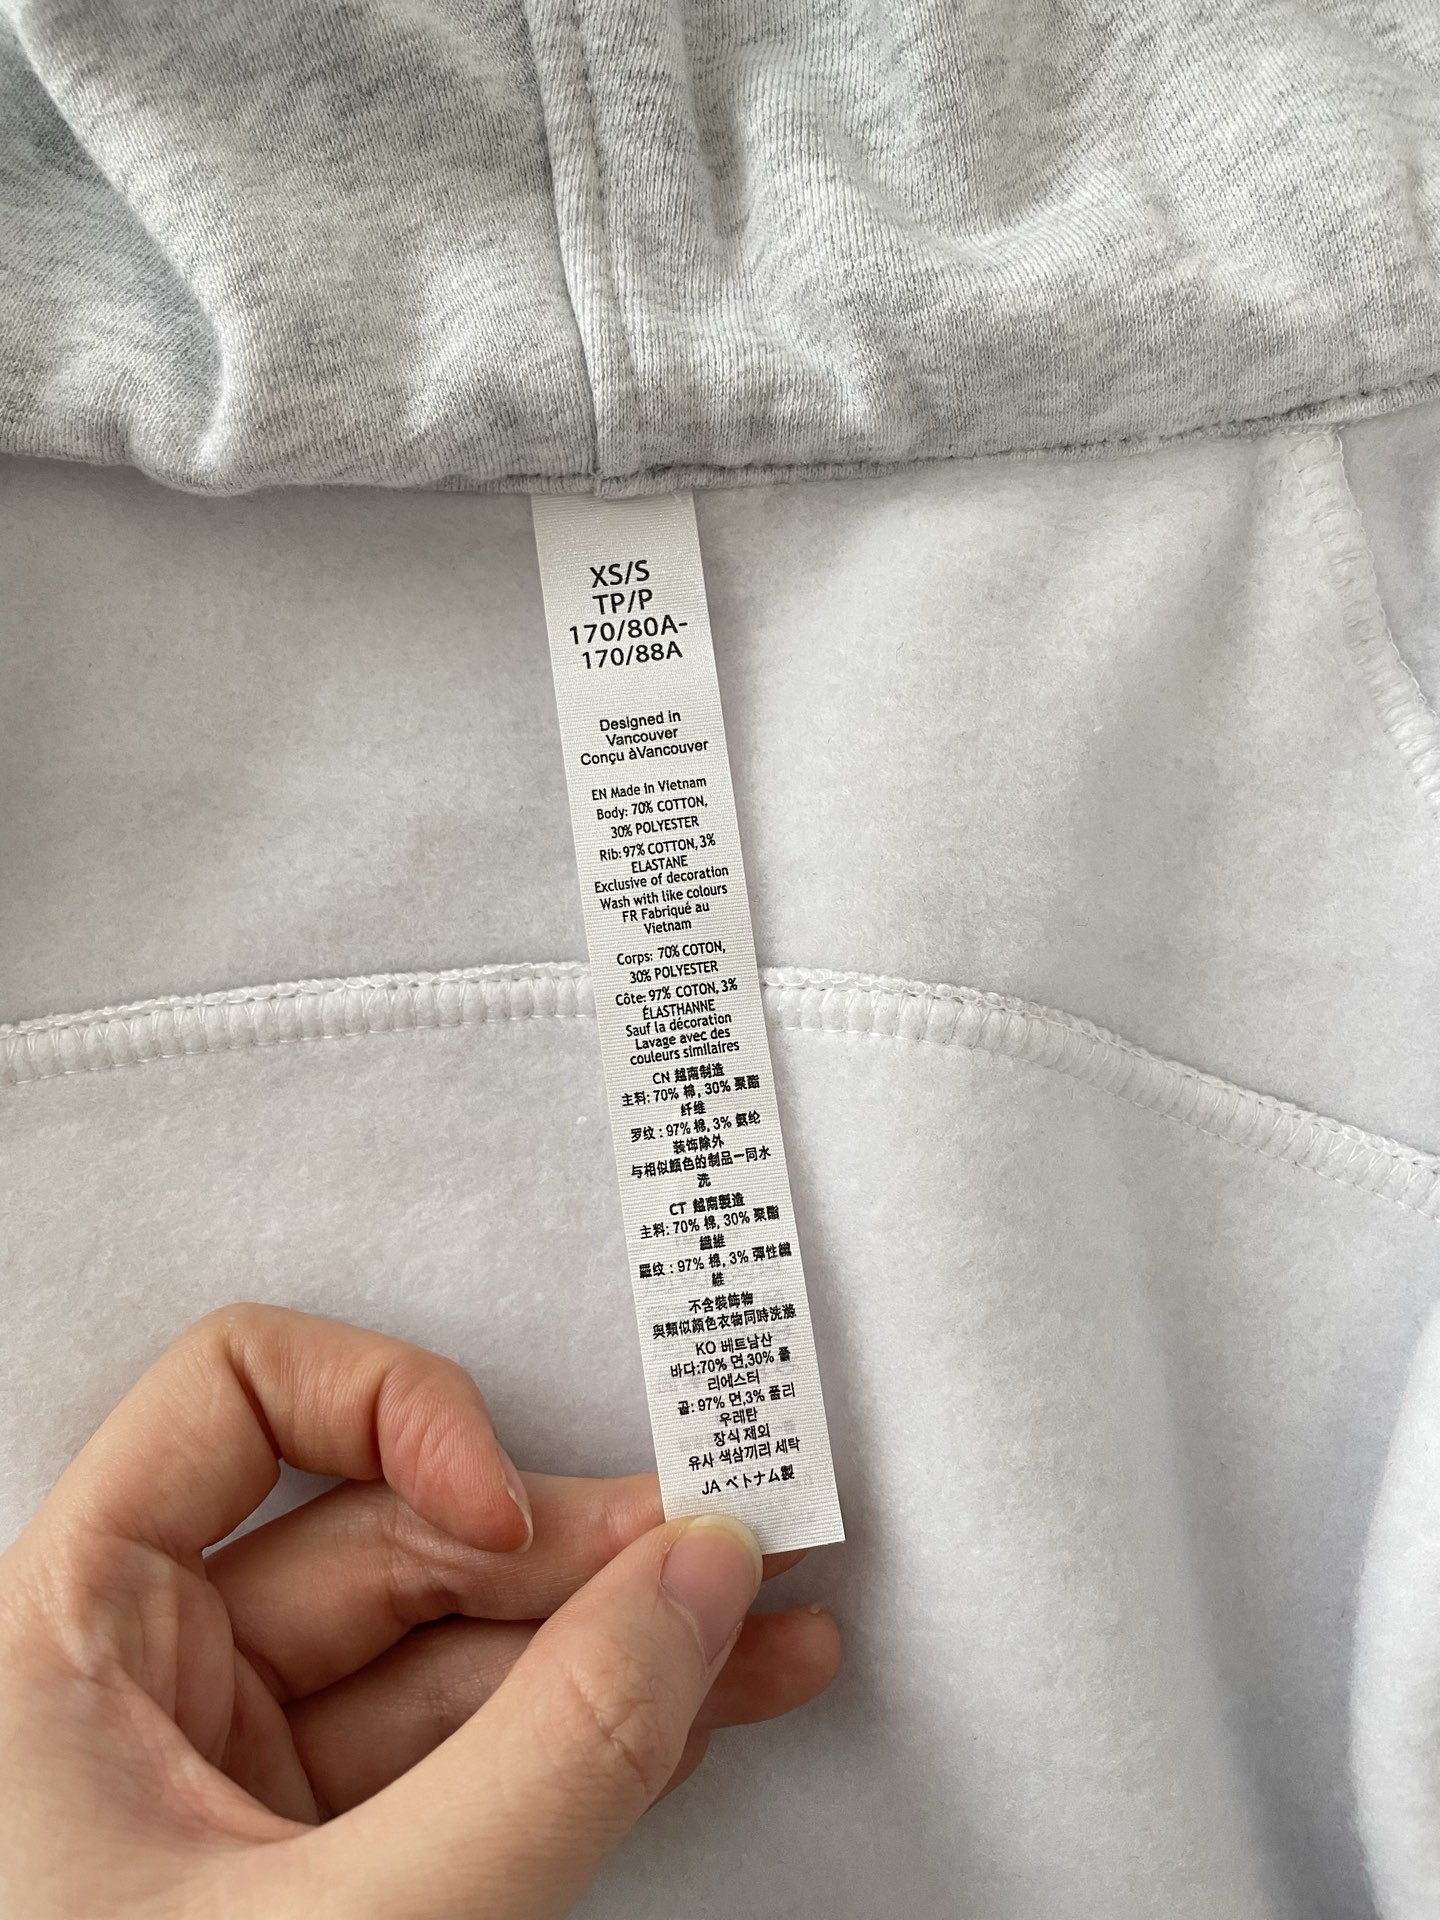 XS/S
TP/P
170/80A-
170/88A
Designed in
Vancouver
Conçu àVancouver
EN Made in Vietnam
Body: 70% COTTON,
30% POLYESTER
Rib:97% COTTON,3%
ELASTANE
Exclusive of decoration
Wash with like colours
FR Fabriqué au
Vietnam
Corps: 70% COTON,
30% POLYESTER
Côte:97% COTON,3%
ÉLASTHANNE
Sauf la décoration
Lavage avec des
couleurs similaires
CN 越南制造
主料: 70% 棉, 30% 聚酯
纤维
罗纹 : 97% 棉, 3% 氨纶
装饰除外
与相似顔色的制品一同水
洗
CT 越南製造
主料: 70% 棉, 30% 聚酯
纖維
羅纹 : 97% 棉, 3% 彈性纖
維
不含裝飾物
與類似顔色衣物同時洗滌
KO 베트남산
바디:70% 면,30% 폴
리에스터
골: 97% 면,3% 폴리
우레탄
장식 제외
유사 색삼끼리 세탁
JA ベトナム製